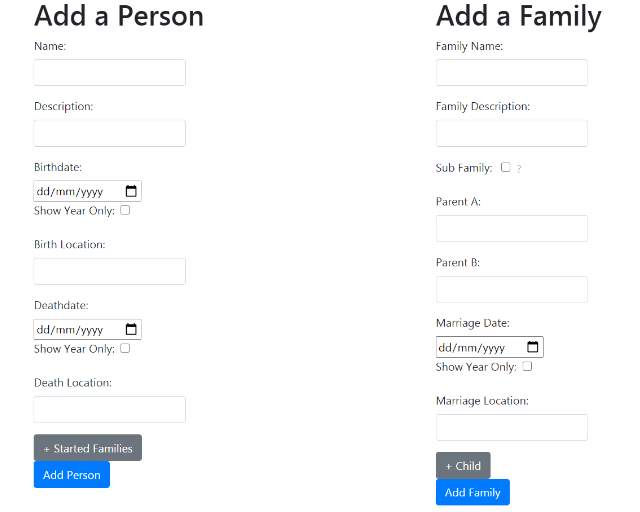 Add a Person
Name:
Description:
Birthdate:
dd/mm/yyyy
Show Year Only:
Birth Location:
Deathdate:
dd/mm/yyyy
Show Year Only:
Death Location:
+ Started Families
Add Person
Add a Family
Family Name:
Family Description:
Sub Family: ?
Parent A:
Parent B:
Marriage Date:
dd/mm/yyyy
Show Year Only:
Marriage Location:
+ Child
Add Family